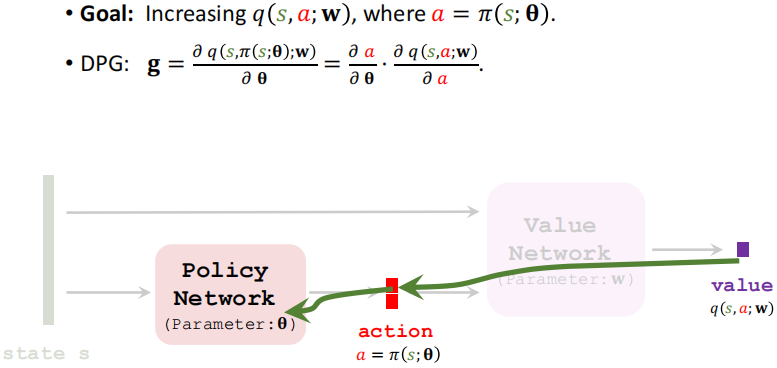 • Goal: Increasing q(s, a; w), where a = π(s; θ).
• DPG: g = ∂ q(s,π(s;θ);w) / ∂ θ = ∂ a / ∂ θ · ∂ q(s,a;w) / ∂ a.
Value
Network
(Parameter: w)
Policy
Network
(Parameter: θ)
value
q(s, a; w)
action
a = π(s; θ)
state s